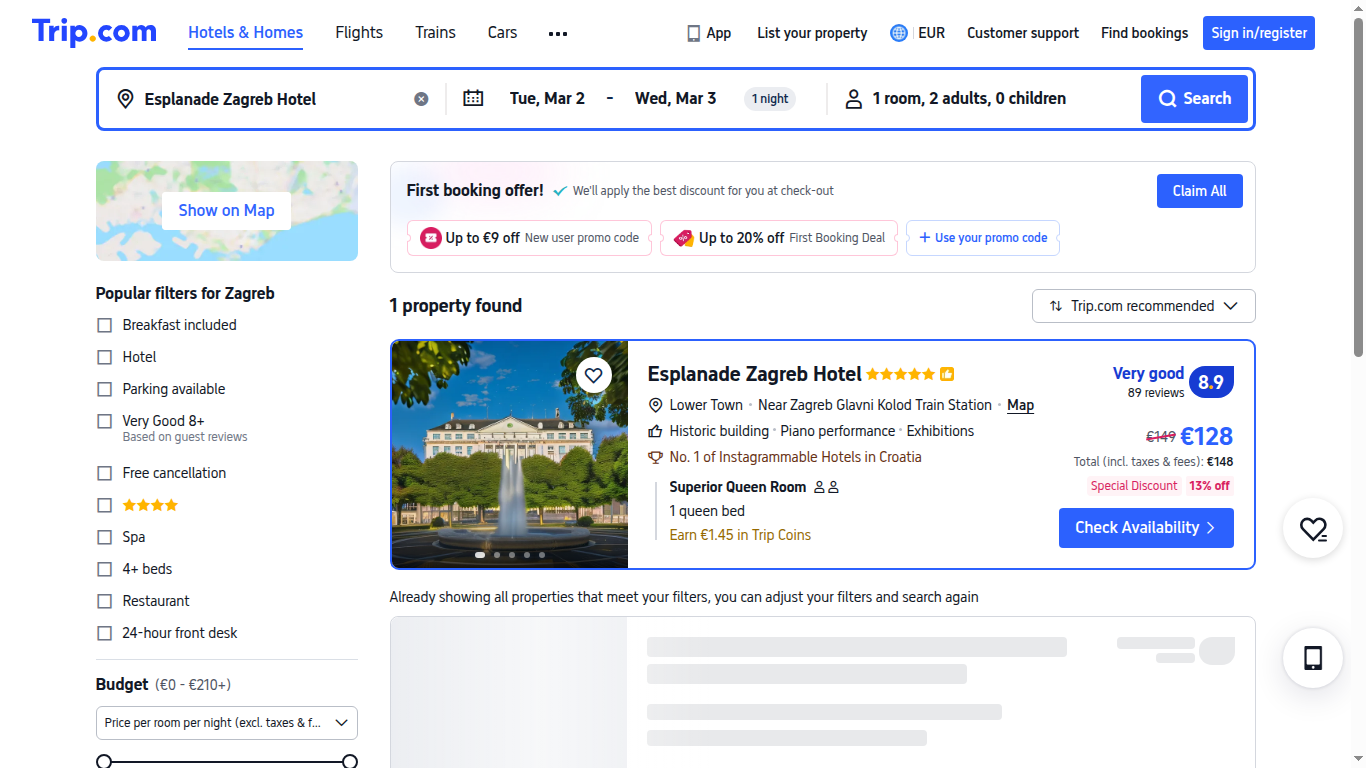 Trip.com
Hotels & Homes
Flights
Trains
Cars
App
List your property
EUR
Customer support
Find bookings
Sign in/register
Esplanade Zagreb Hotel
Tue, Mar 2 - Wed, Mar 3
1 night
1 room, 2 adults, 0 children
Search
Show on Map
Popular filters for Zagreb
Breakfast included
Hotel
Parking available
Very Good 8+
Based on guest reviews
Free cancellation
Spa
4+ beds
Restaurant
24-hour front desk
Budget (€0 - €210+)
Price per room per night (excl. taxes & f...
First booking offer!
We'll apply the best discount for you at check-out
Claim All
Up to €9 off New user promo code
Up to 20% off First Booking Deal
+ Use your promo code
1 property found
Trip.com recommended
Esplanade Zagreb Hotel
Lower Town • Near Zagreb Glavni Kolod Train Station • Map
Historic building • Piano performance • Exhibitions
No. 1 of Instagrammable Hotels in Croatia
Superior Queen Room
1 queen bed
Earn €1.45 in Trip Coins
Very good
89 reviews
8.9
€149 €128
Total (incl. taxes & fees): €148
Special Discount 13% off
Check Availability
Already showing all properties that meet your filters, you can adjust your filters and search again